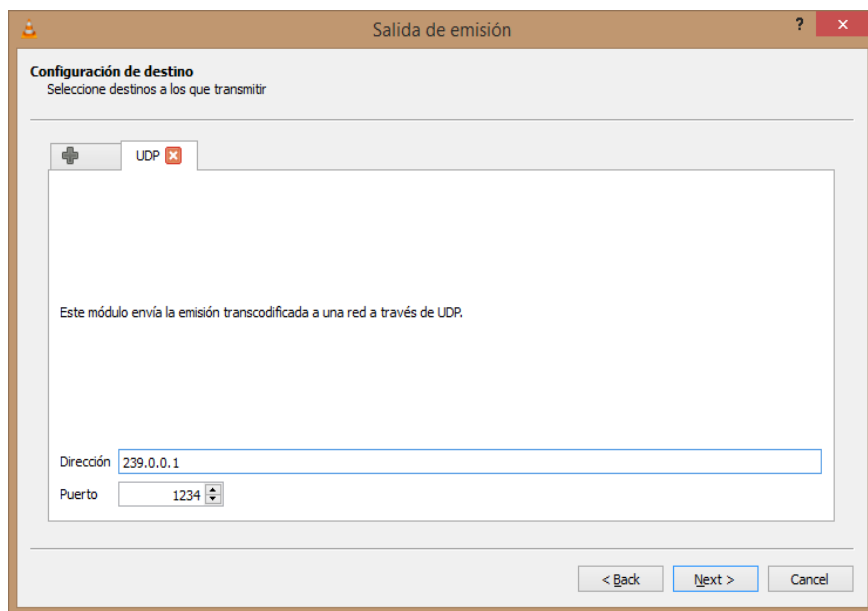 Salida de emisión
?
Configuración de destino
Seleccione destinos a los que transmitir
UDP
Este módulo envía la emisión transcodificada a una red a través de UDP.
Dirección 239.0.0.1
Puerto 1234
< Back Next > Cancel